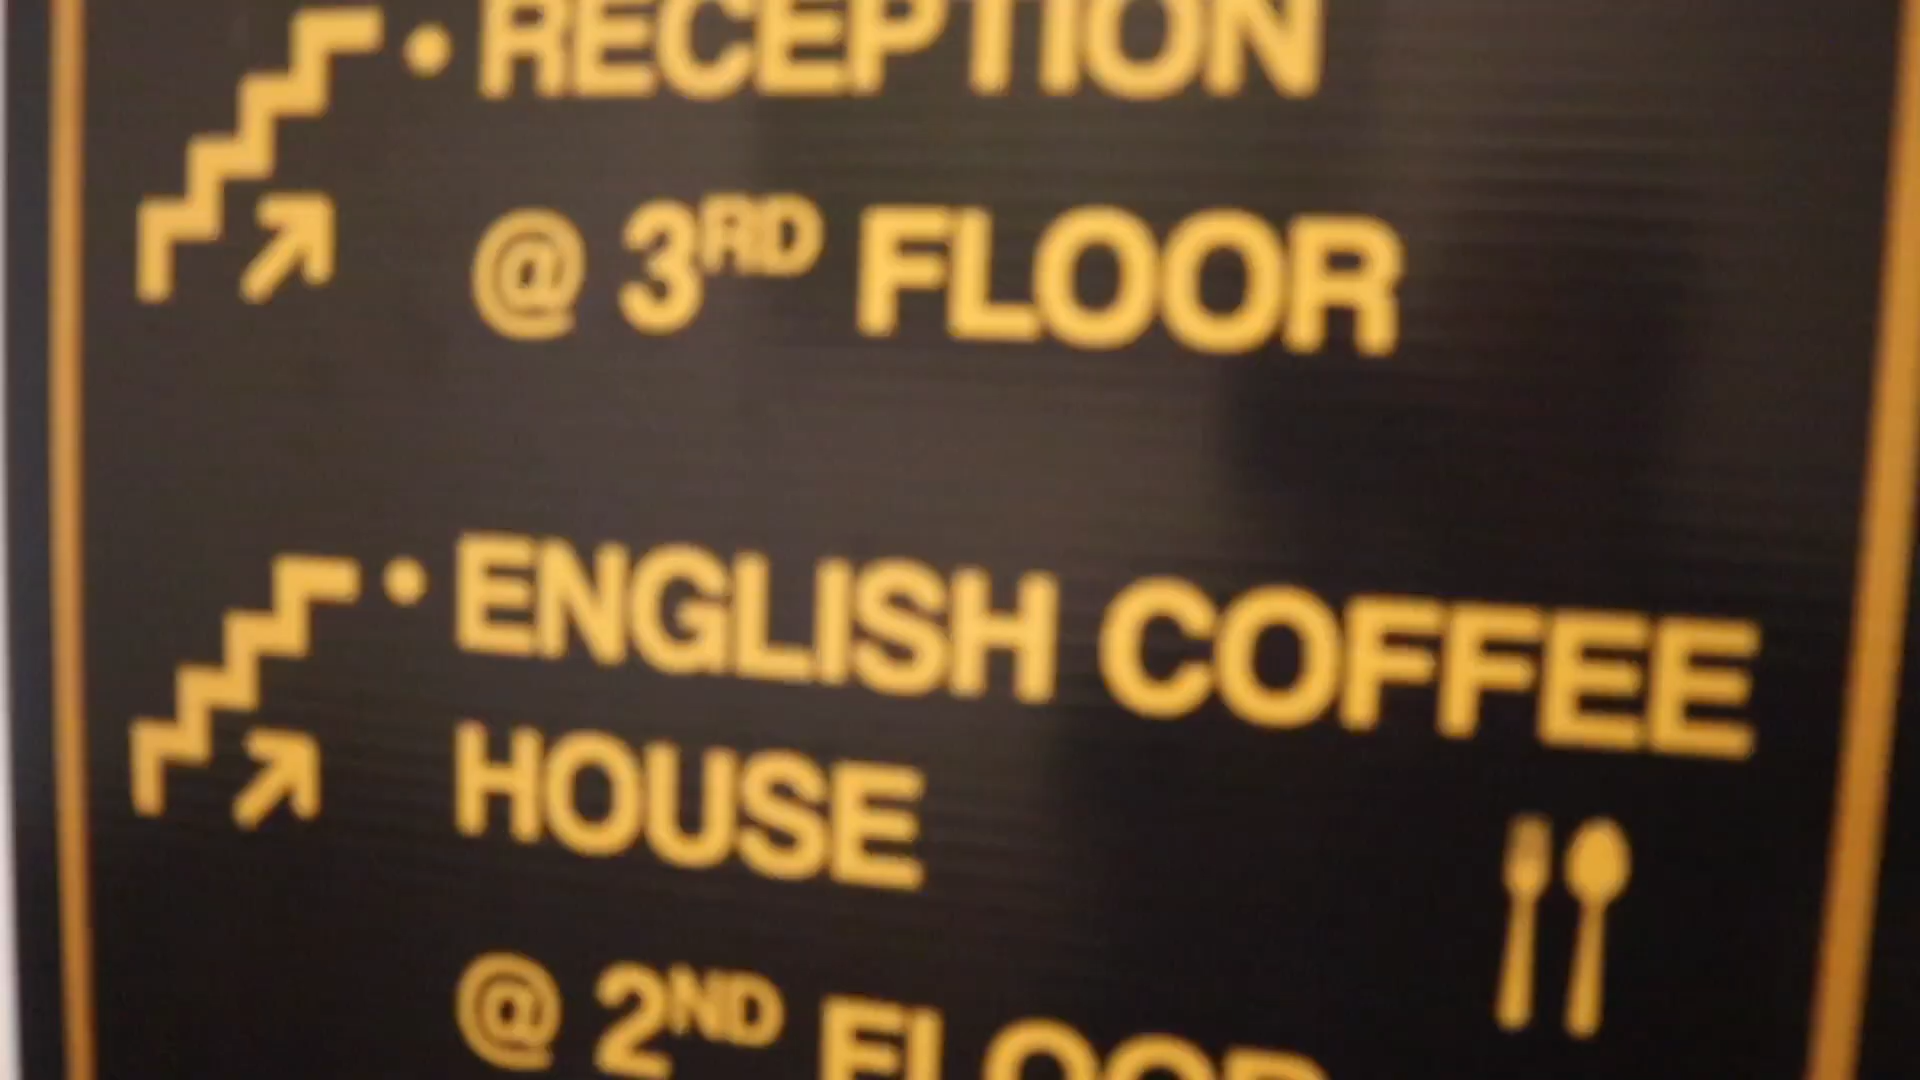 • RECEPTION
@ 3RD FLOOR
• ENGLISH COFFEE
HOUSE
@ 2ND FLOOR